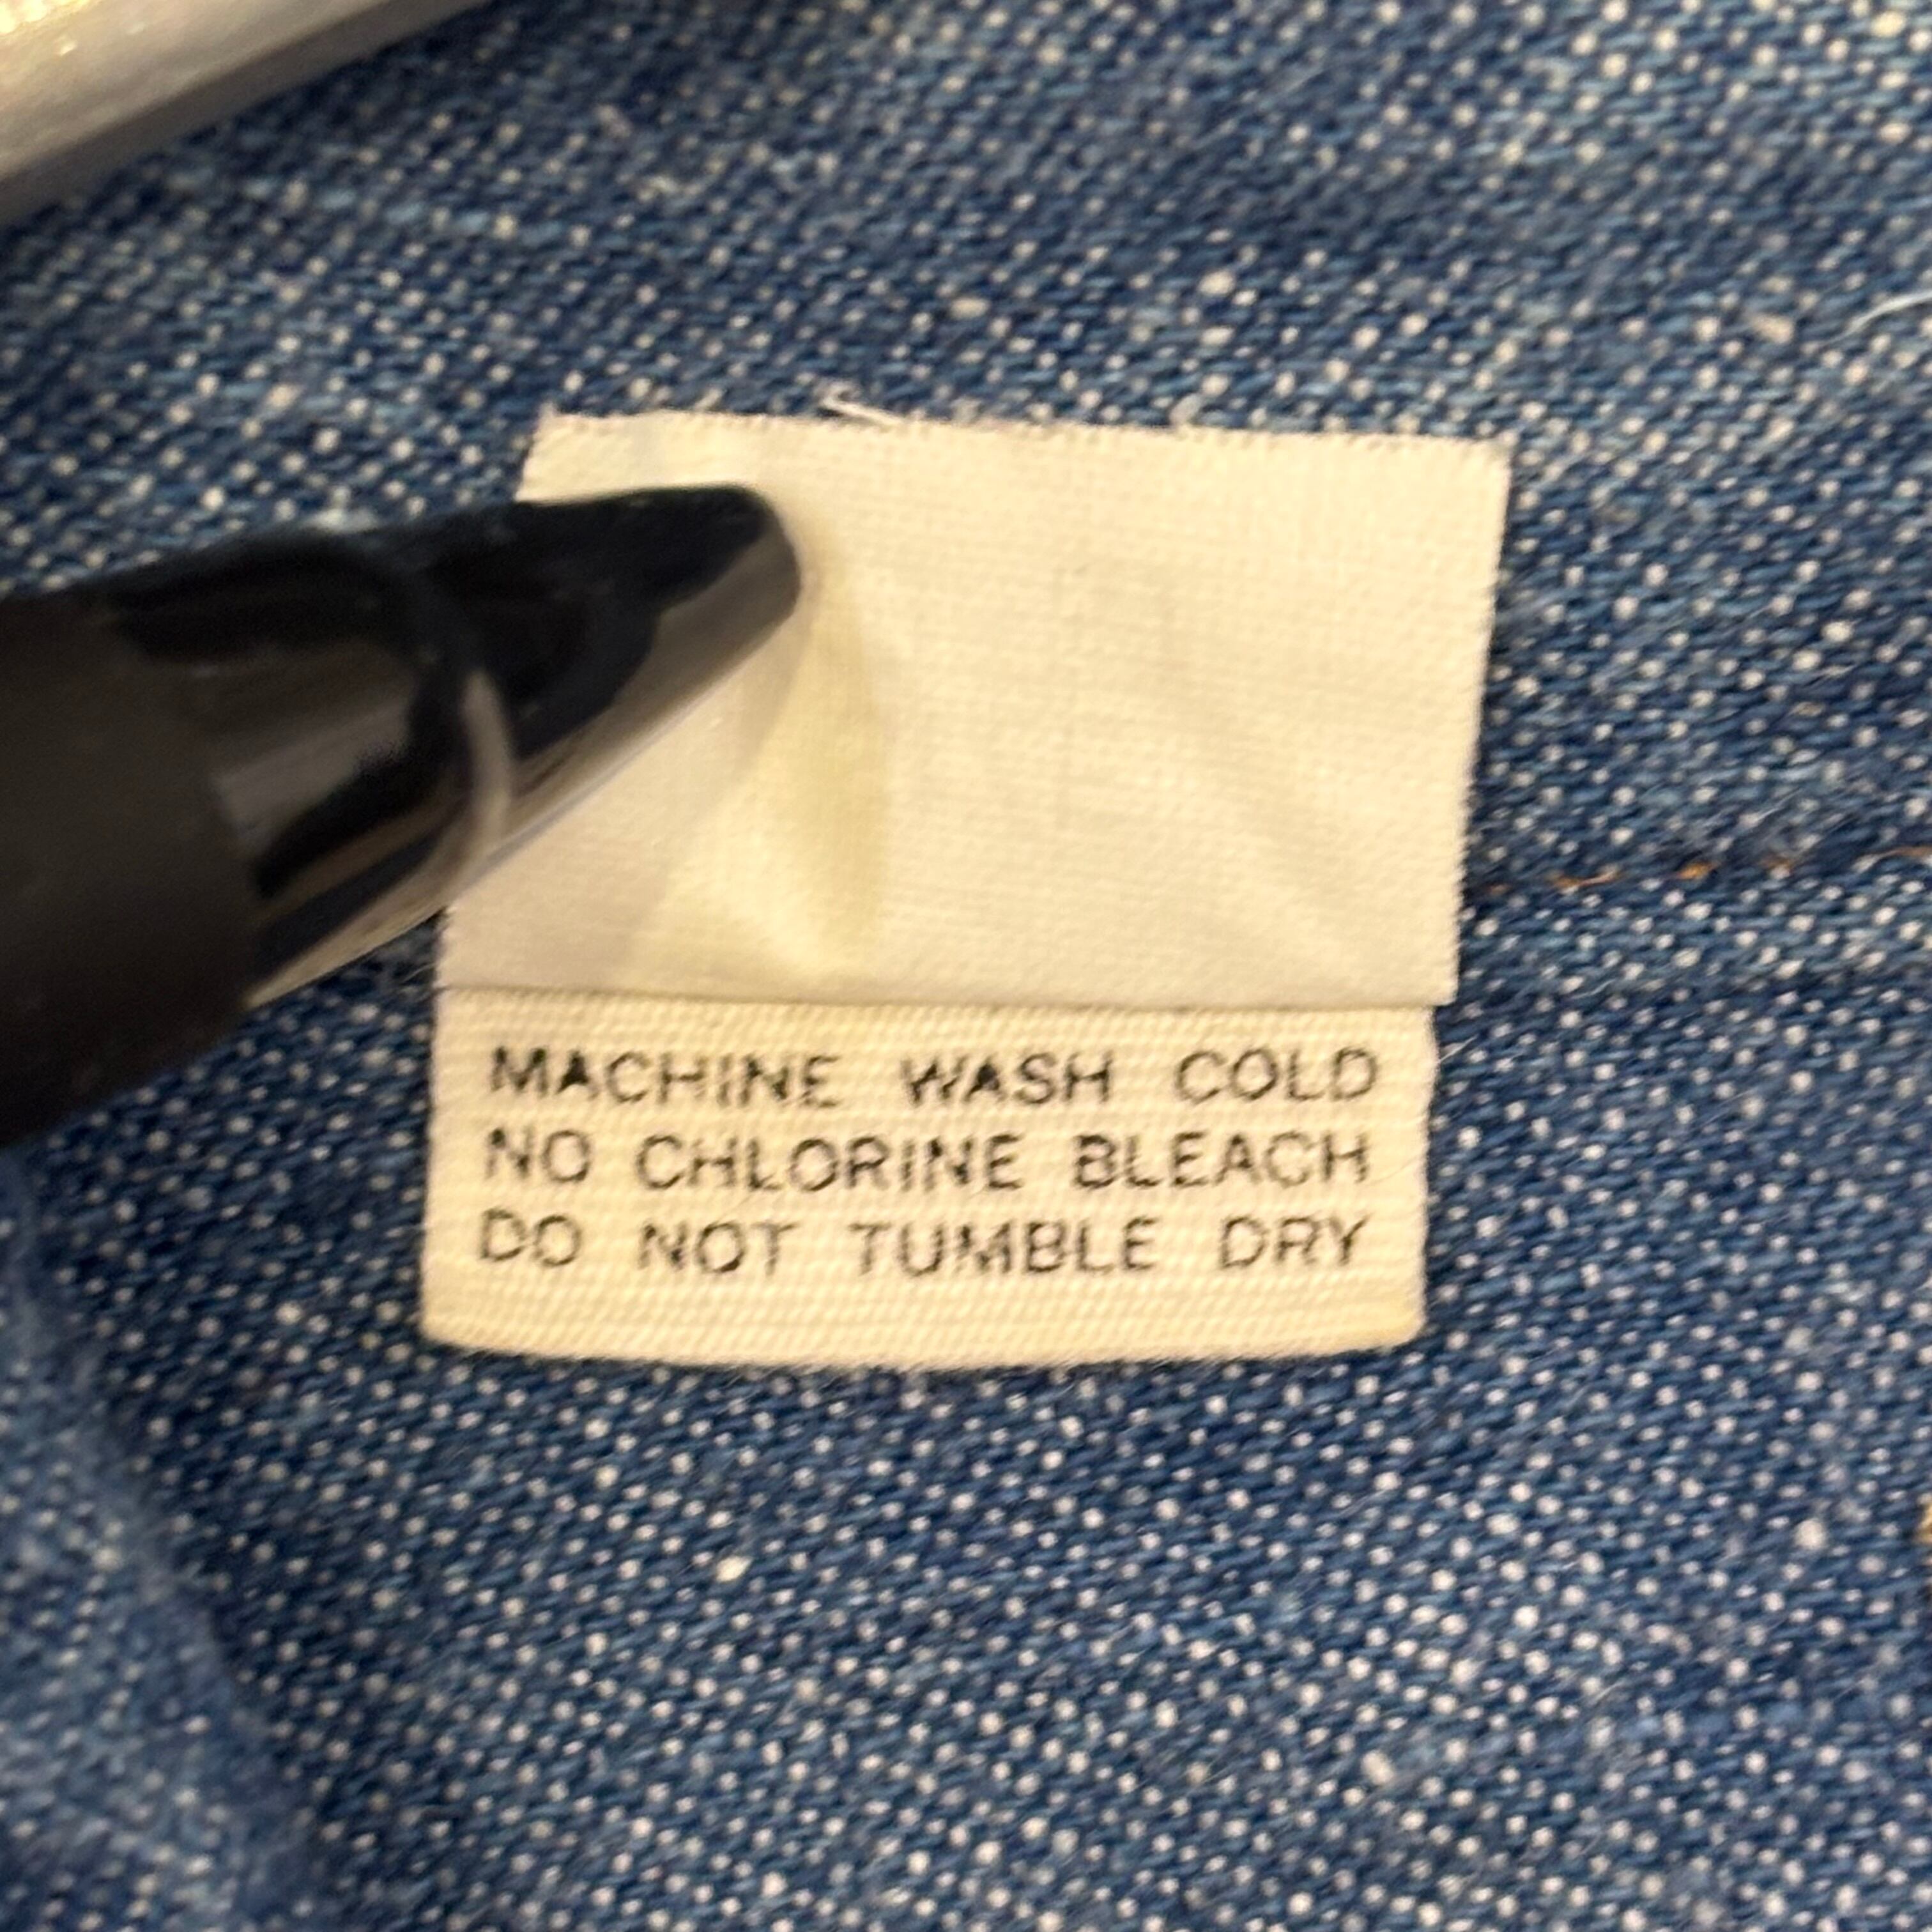 MACHINE WASH COLD
NO CHLORINE BLEACH
DO NOT TUMBLE DRY